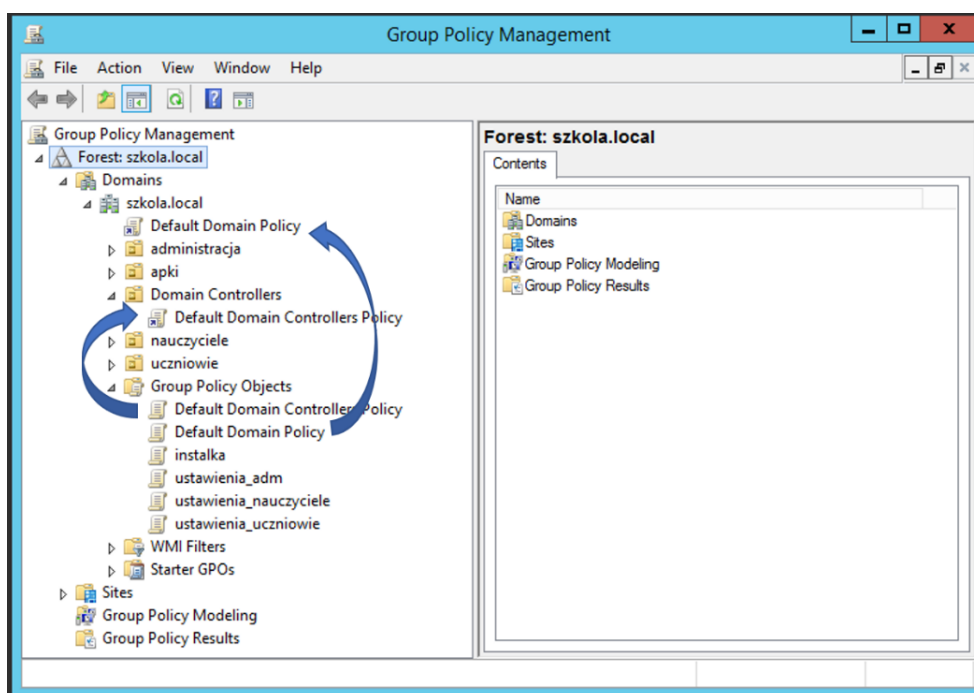 Group Policy Management
File Action View Window Help
Group Policy Management
Forest: szkola.local
Domains
szkola.local
Default Domain Policy
administracja
apki
Domain Controllers
Default Domain Controllers Policy
nauczyciele
uczniowie
Group Policy Objects
Default Domain Controllers Policy
Default Domain Policy
instalka
ustawienia_adm
ustawienia_nauczyciele
ustawienia_uczniowie
WMI Filters
Starter GPOs
Sites
Group Policy Modeling
Group Policy Results
Forest: szkola.local
Contents
Name
Domains
Sites
Group Policy Modeling
Group Policy Results